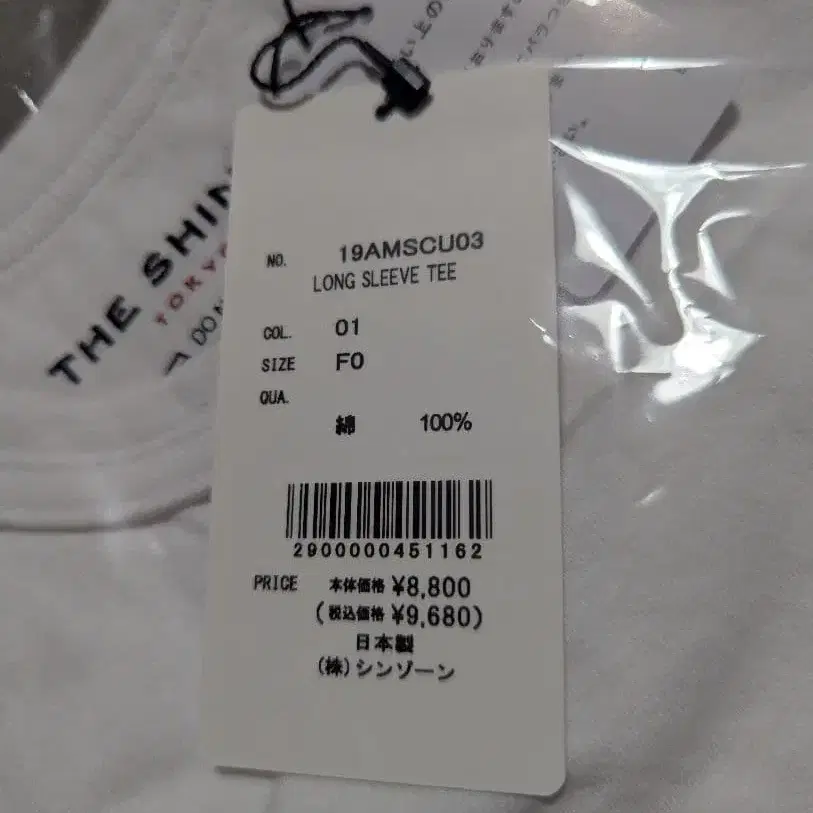 THE SHIN
TOKYO
DO N
NO. 19AMSCU03
LONG SLEEVE TEE
COL. 01
SIZE F0
QUA.
綿 100%
2900000451162
PRICE 本体価格 ¥8,800
(税込価格 ¥9,680)
日本製
(株)シンゾーン